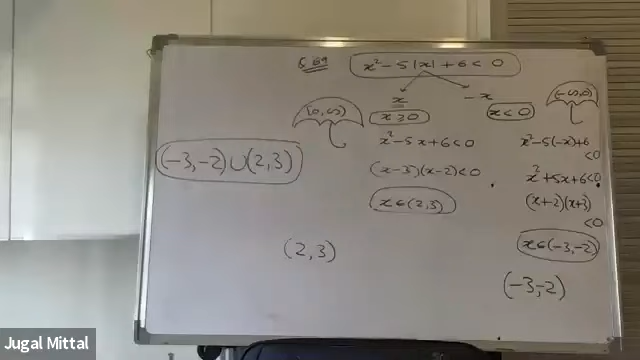 Q 69 x² - 5|x| + 6 < 0
[0, ∞) x -x (-∞, 0)
x ≥ 0 x < 0
x² - 5x + 6 < 0 x² - 5(-x) + 6 < 0
(-3, -2) ∪ (2, 3) (x - 3)(x - 2) < 0 x² + 5x + 6 < 0
x ∈ (2, 3) (x + 2)(x + 3) < 0
(2, 3) x ∈ (-3, -2)
(-3, -2)
Jugal Mittal